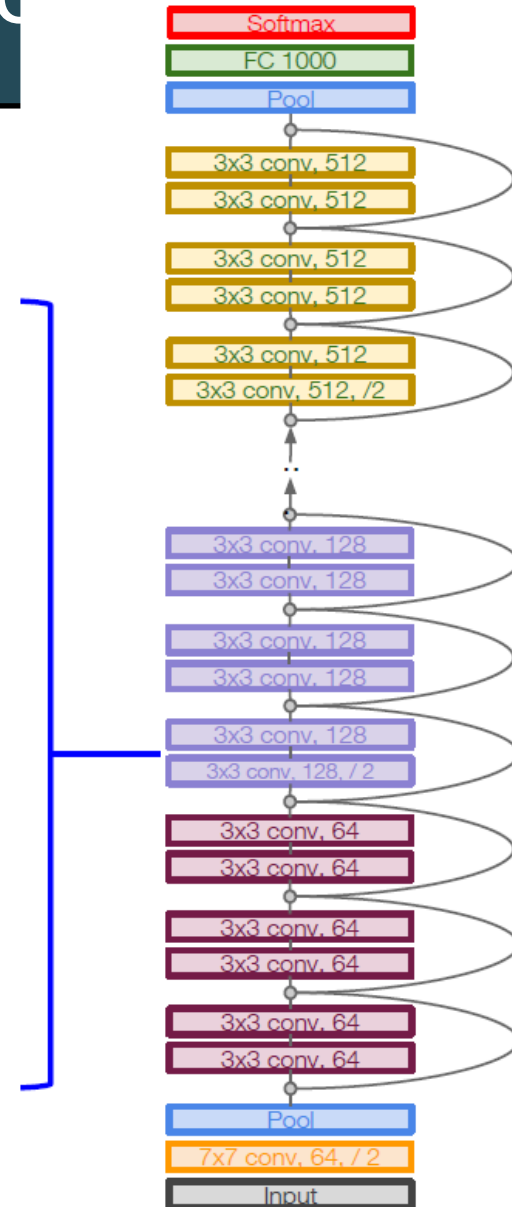 Softmax
FC 1000
Pool
3x3 conv, 512
3x3 conv, 512
3x3 conv, 512
3x3 conv, 512
3x3 conv, 512
3x3 conv, 512, /2
..
3x3 conv, 128
3x3 conv, 128
3x3 conv, 128
3x3 conv, 128
3x3 conv, 128
3x3 conv, 128, / 2
3x3 conv, 64
3x3 conv, 64
3x3 conv, 64
3x3 conv, 64
3x3 conv, 64
3x3 conv, 64
Pool
7x7 conv, 64, / 2
Input